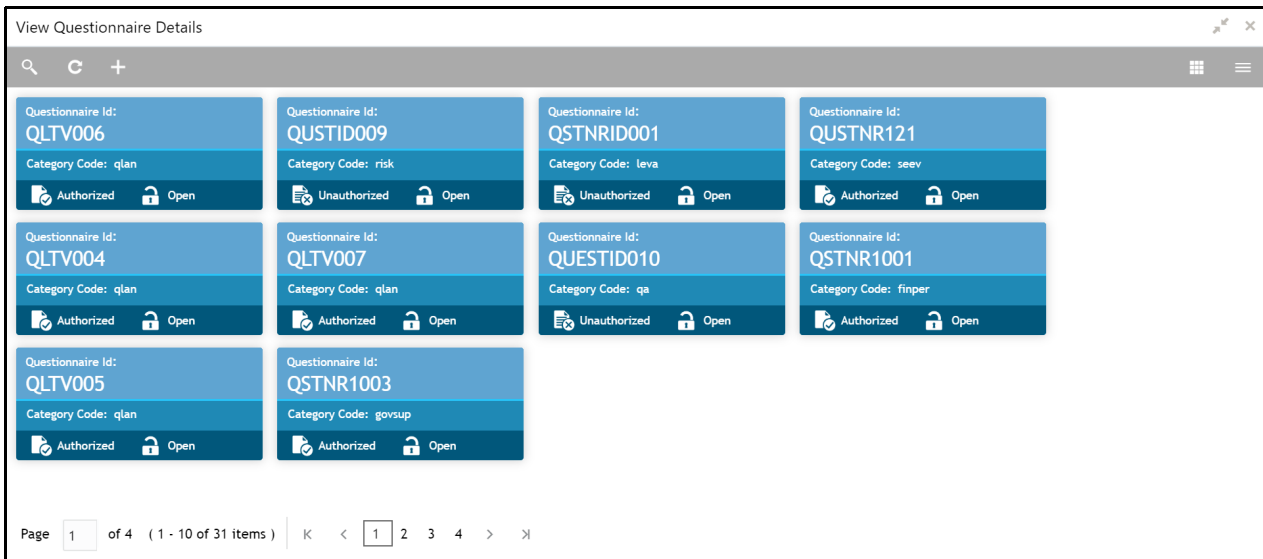 View Questionnaire Details
Questionnaire Id:
QLTV006
Category Code: qlan
Authorized Open
Questionnaire Id:
QUSTID009
Category Code: risk
Unauthorized Open
Questionnaire Id:
QSTNRID001
Category Code: leva
Unauthorized Open
Questionnaire Id:
QUSTNR121
Category Code: seev
Authorized Open
Questionnaire Id:
QLTV004
Category Code: qlan
Authorized Open
Questionnaire Id:
QLTV007
Category Code: qlan
Authorized Open
Questionnaire Id:
QUESTID010
Category Code: qa
Unauthorized Open
Questionnaire Id:
QSTNR1001
Category Code: finper
Authorized Open
Questionnaire Id:
QLTV005
Category Code: qlan
Authorized Open
Questionnaire Id:
QSTNR1003
Category Code: govsup
Authorized Open
Page 1 of 4 ( 1 - 10 of 31 items ) 1 2 3 4